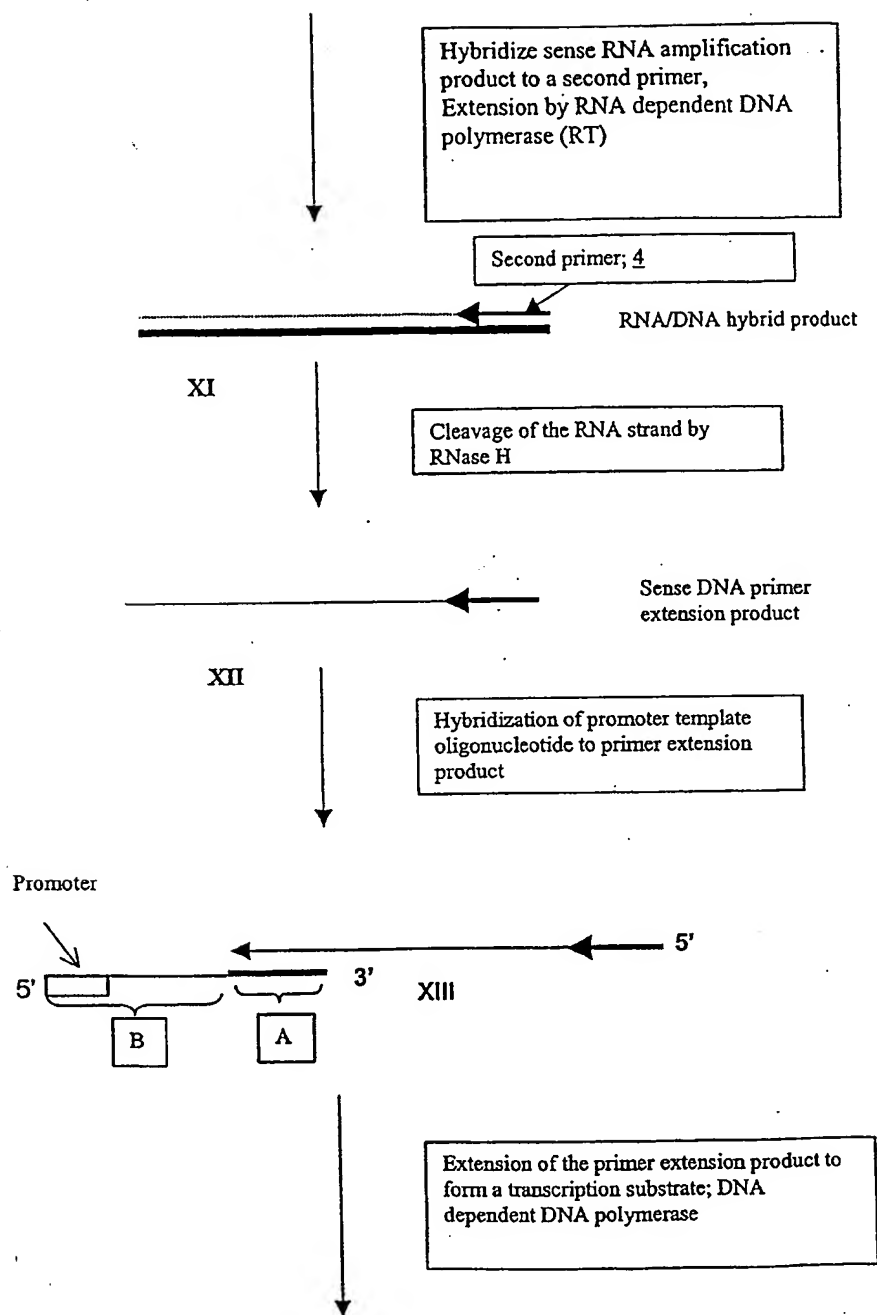 Hybridize sense RNA amplification
product to a second primer,
Extension by RNA dependent DNA
polymerase (RT)
Second primer; 4
RNA/DNA hybrid product
XI
Cleavage of the RNA strand by
RNase H
Sense DNA primer
extension product
XII
Hybridization of promoter template
oligonucleotide to primer extension
product
Promoter
5'
5'
3'
XIII
B
A
Extension of the primer extension product to
form a transcription substrate; DNA
dependent DNA polymerase